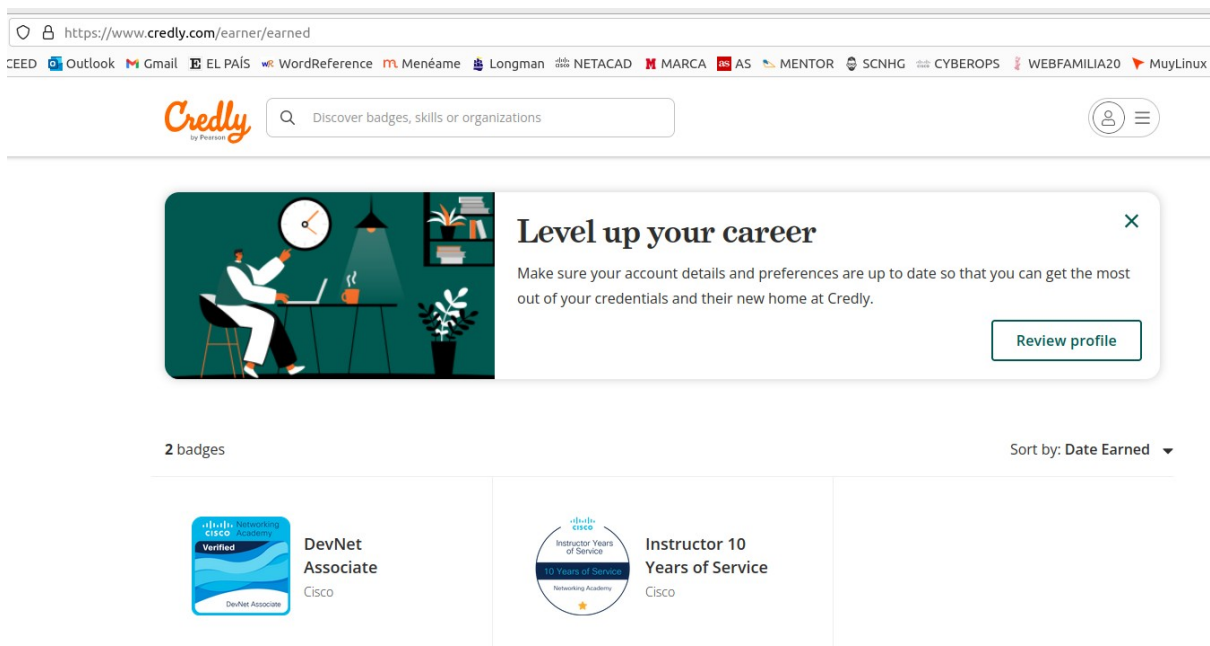 https://www.credly.com/earner/earned
CEED Outlook Gmail EL PAÍS WordReference Menéame Longman NETACAD MARCA AS MENTOR SCNHG CYBEROPS WEBFAMILIA20 MuyLinux
Credly
by Pearson
Discover badges, skills or organizations
Level up your career
Make sure your account details and preferences are up to date so that you can get the most
out of your credentials and their new home at Credly.
Review profile
2 badges
Sort by: Date Earned
CISCO Networking Academy
Verified
DevNet Associate
DevNet
Associate
Cisco
CISCO
Instructor Years
of Service
10 Years of Service
Networking Academy
Instructor 10
Years of Service
Cisco